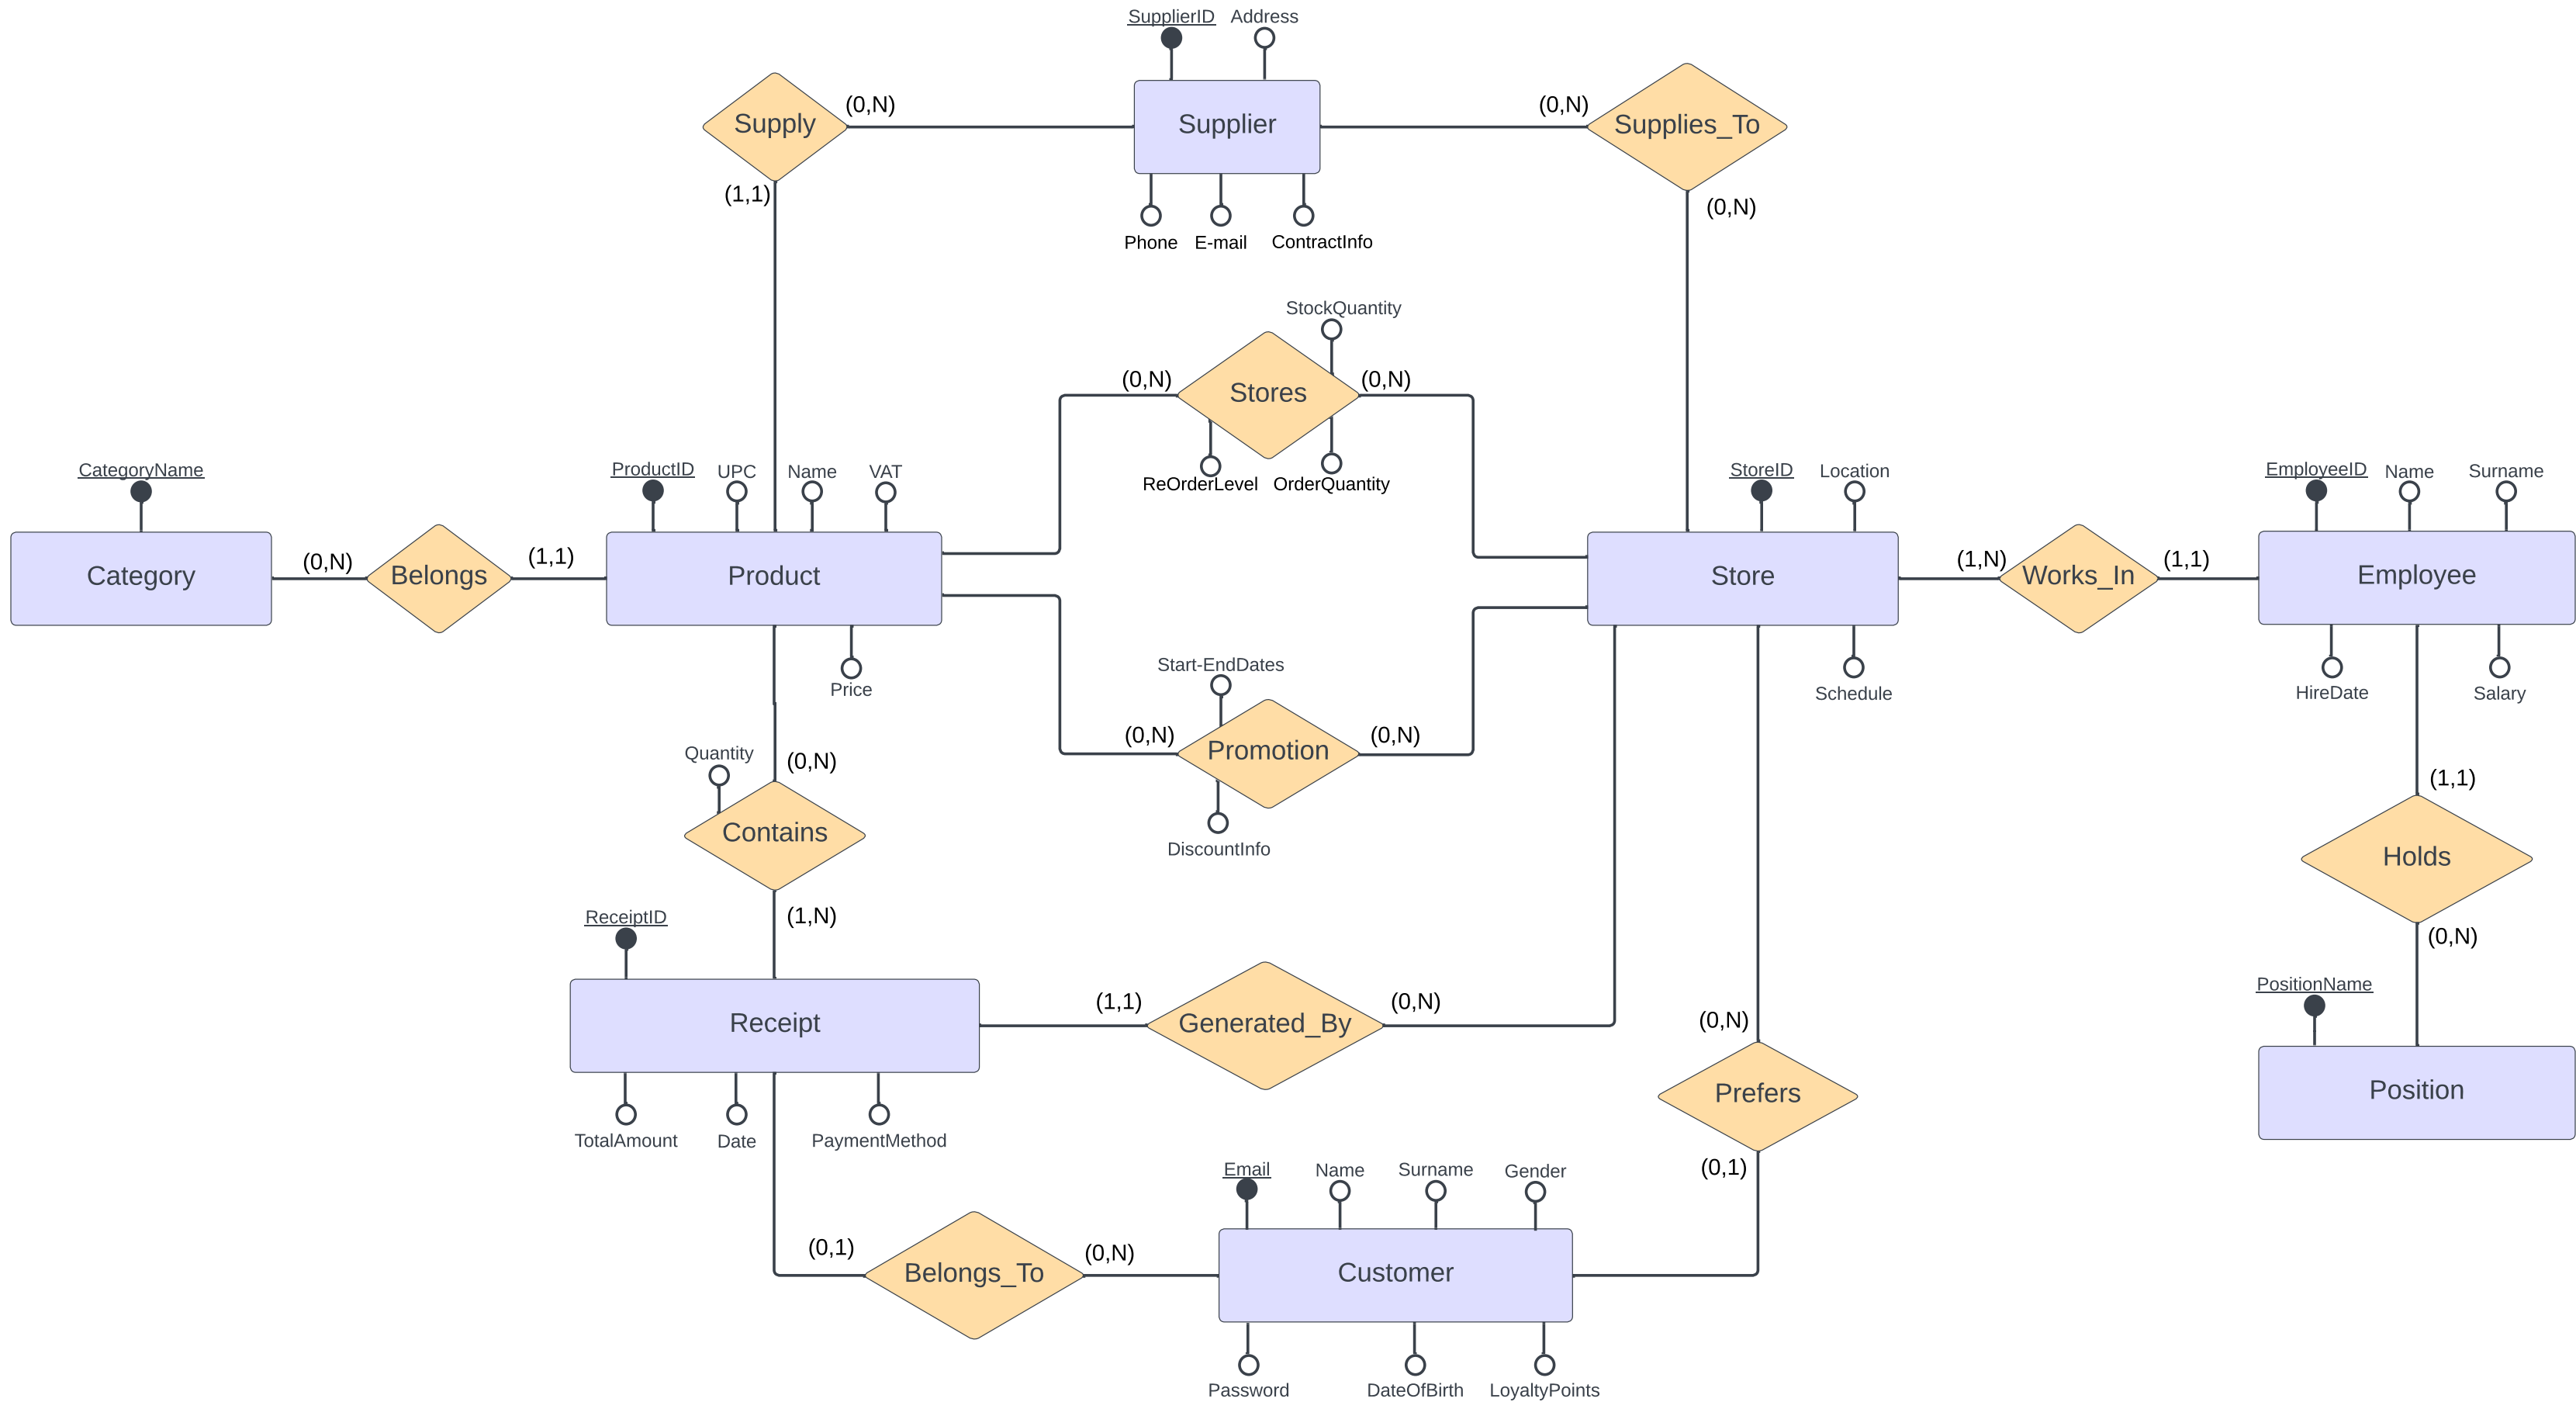 SupplierID Address
Supply (0,N) Supplier (0,N) Supplies_To
(1,1) (0,N)
Phone E-mail ContractInfo
StockQuantity
(0,N) Stores (0,N)
ReOrderLevel OrderQuantity
CategoryName ProductID UPC Name VAT StoreID Location EmployeeID Name Surname
Category (0,N) Belongs (1,1) Product Store (1,N) Works_In (1,1) Employee
Price Schedule HireDate Salary
Start-EndDates
(0,N) Promotion (0,N)
DiscountInfo
Quantity (0,N) (1,1)
Contains Holds
ReceiptID (1,N) (0,N)
PositionName
Receipt (1,1) Generated_By (0,N) (0,N)
Prefers Position
TotalAmount Date PaymentMethod
Email Name Surname Gender (0,1)
(0,1) Belongs_To (0,N) Customer
Password DateOfBirth LoyaltyPoints